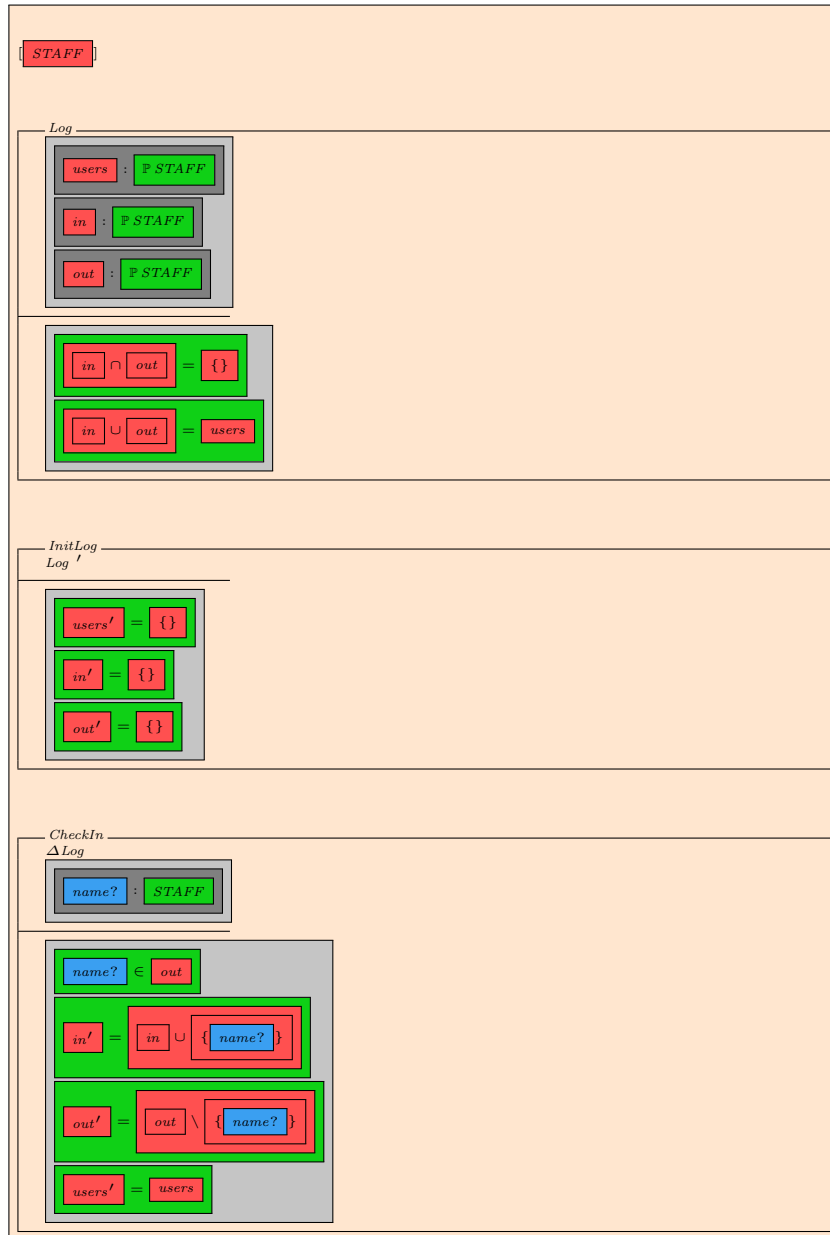 [STAFF]
Log
users : ℙ STAFF
in : ℙ STAFF
out : ℙ STAFF
in ∩ out = {}
in ∪ out = users
InitLog
Log ′
users′ = {}
in′ = {}
out′ = {}
CheckIn
ΔLog
name? : STAFF
name? ∈ out
in′ = in ∪ {name?}
out′ = out \ {name?}
users′ = users